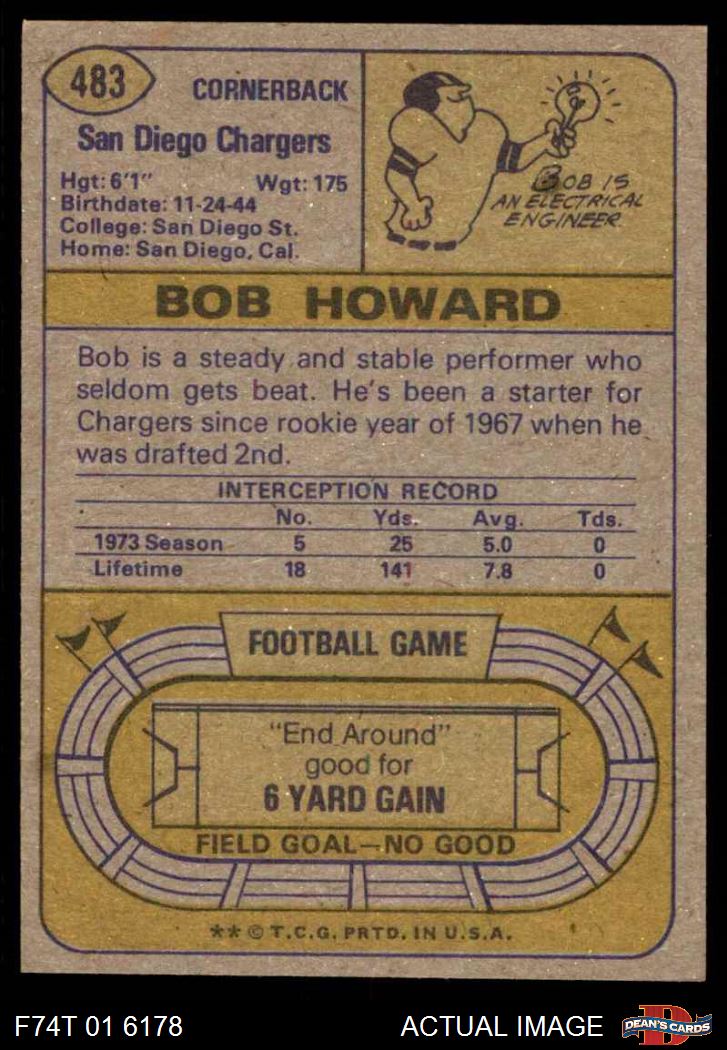 483
CORNERBACK
San Diego Chargers
Hgt: 6'1" Wgt: 175
Birthdate: 11-24-44
College: San Diego St.
Home: San Diego, Cal.
BOB IS
AN ELECTRICAL
ENGINEER.
BOB HOWARD
Bob is a steady and stable performer who
seldom gets beat. He's been a starter for
Chargers since rookie year of 1967 when he
was drafted 2nd.
INTERCEPTION RECORD
No. Yds. Avg. Tds.
1973 Season 5 25 5.0 0
Lifetime 18 141 7.8 0
FOOTBALL GAME
"End Around"
good for
6 YARD GAIN
FIELD GOAL—NO GOOD
** © T.C.G. PRTD. IN U.S.A.
F74T 01 6178 ACTUAL IMAGE
D
DEAN'S CARDS